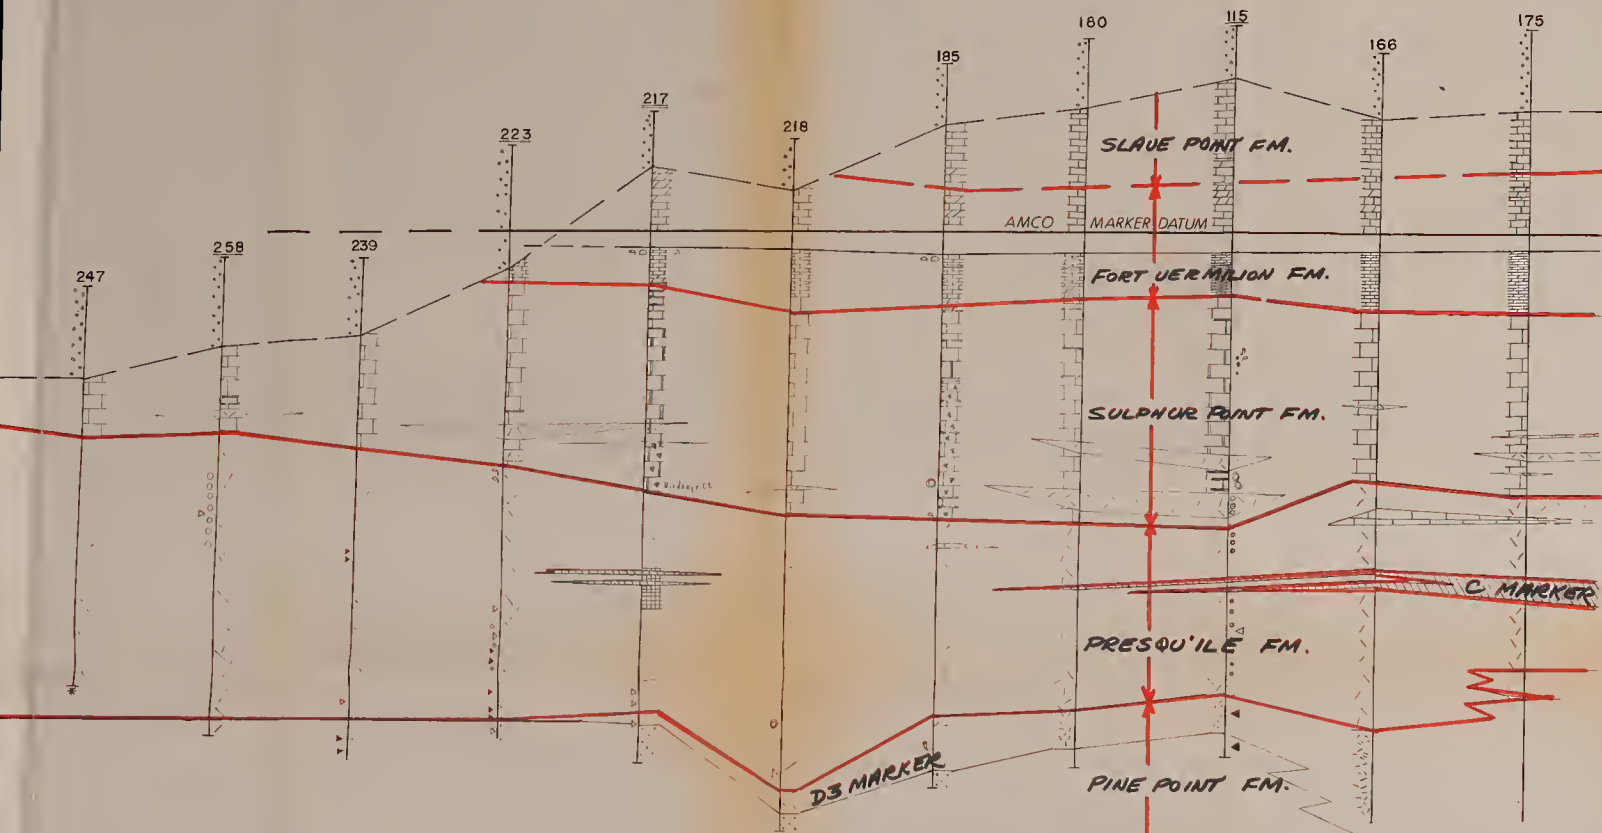 115
175
180
166
185
217
218
223
SLAVE POINT FM.
AMCO MARKER DATUM
258
239
247
FORT VERMILION FM.
SULPHUR POINT FM.
C MARKER
PRESQU'ILE FM.
D3 MARKER
PINE POINT FM.